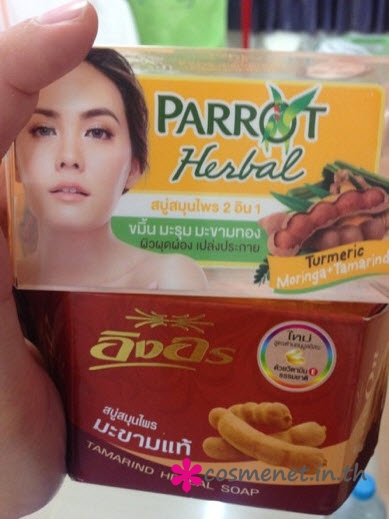 PARROT
Herbal
สบู่สมุนไพร 2 อิน 1
ขมิ้น มะรุม มะขามทอง
ผิวผุดผ่อง เปล่งประกาย
Turmeric
Moringa+Tamarind
อิงอร
ใหม่
สบู่สมุนไพร
มะขามแท้
TAMARIND HERBAL SOAP
cosmenet.in.th